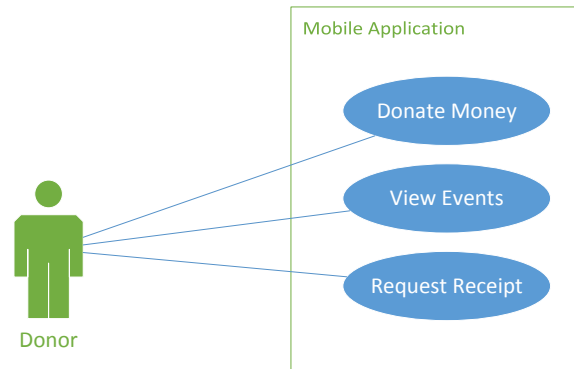 Mobile Application
Donate Money
View Events
Request Receipt
Donor